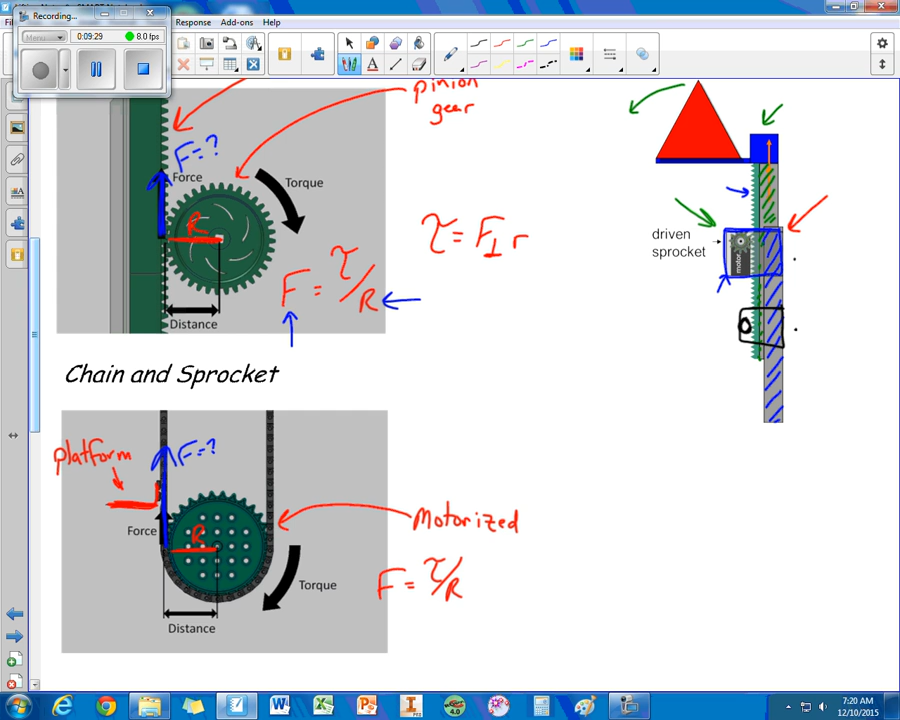 Recording...
Menu
0:09:29
8.0 fps
Response
Add-ons
Help
pinion
gear
F=?
Force
Torque
R
τ = F⊥ r
F = τ/R
Distance
driven
sprocket
motor
Chain and Sprocket
platform
F=?
Force
R
Motorized
F = τ/R
Torque
Distance
7:20 AM
12/10/2015